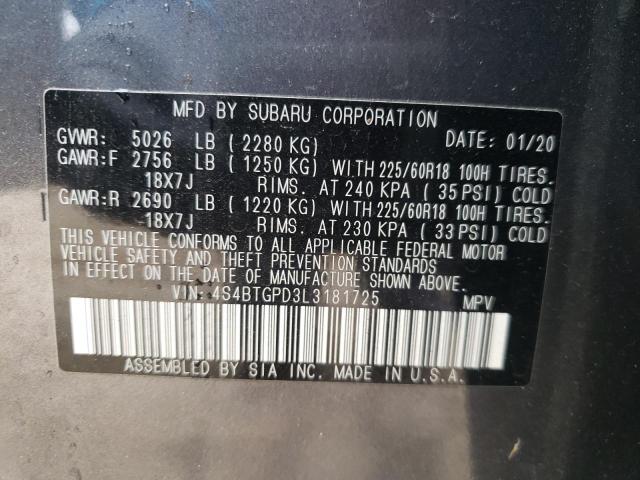 MFD BY SUBARU CORPORATION
GVWR: 5026 LB ( 2280 KG) DATE: 01/20
GAWR:F 2756 LB ( 1250 KG) WITH 225/60R18 100H TIRES.
18X7J RIMS. AT 240 KPA ( 35 PSI) COLD
GAWR:R 2690 LB ( 1220 KG) WITH 225/60R18 100H TIRES.
18X7J RIMS. AT 230 KPA ( 33 PSI) COLD
THIS VEHICLE CONFORMS TO ALL APPLICABLE FEDERAL MOTOR
VEHICLE SAFETY AND THEFT PREVENTION STANDARDS
IN EFFECT ON THE DATE OF MANUFACTURE SHOWN ABOVE.
VIN: 4S4BTGPD3L3181725 MPV
ASSEMBLED BY SIA INC. MADE IN U.S.A.